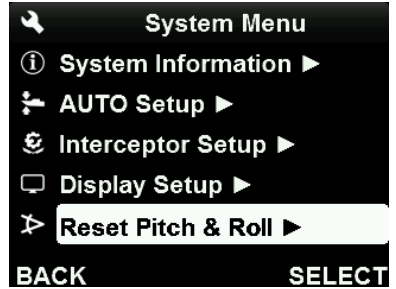 System Menu
System Information ▶
AUTO Setup ▶
Interceptor Setup ▶
Display Setup ▶
Reset Pitch & Roll ▶
BACK SELECT